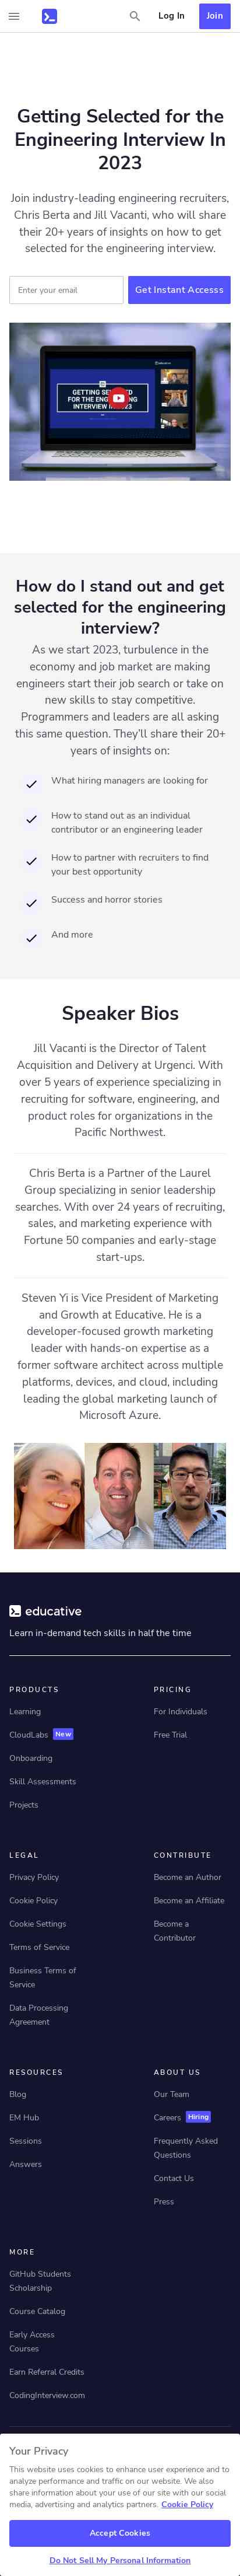 Log In
Join
Getting Selected for the
Engineering Interview In
2023
Join industry-leading engineering recruiters,
Chris Berta and Jill Vacanti, who will share
their 20+ years of insights on how to get
selected for the engineering interview.
Enter your email
Get Instant Accesss
GETTING SELECTED
FOR THE
ENGINEERING
INTERVIEW IN 2023
How do I stand out and get
selected for the engineering
interview?
As we start 2023, turbulence in the
economy and job market are making
engineers start their job search or take on
new skills to stay competitive.
Programmers and leaders are all asking
this same question. They'll share their 20+
years of insights on:
What hiring managers are looking for
How to stand out as an individual
contributor or an engineering leader
How to partner with recruiters to find
your best opportunity
Success and horror stories
And more
Speaker Bios
Jill Vacanti is the Director of Talent
Acquisition and Delivery at Urgenci. With
over 5 years of experience specializing in
recruiting for software, engineering, and
product roles for organizations in the
Pacific Northwest.
Chris Berta is a Partner of the Laurel
Group specializing in senior leadership
searches. With over 24 years of recruiting,
sales, and marketing experience with
Fortune 50 companies and early-stage
start-ups.
Steven Yi is Vice President of Marketing
and Growth at Educative. He is a
developer-focused growth marketing
leader with hands-on expertise as a
former software architect across multiple
platforms, devices, and cloud, including
leading the global marketing launch of
Microsoft Azure.
educative
Learn in-demand tech skills in half the time
PRODUCTS
Learning
CloudLabs New
Onboarding
Skill Assessments
Projects
PRICING
For Individuals
Free Trial
LEGAL
Privacy Policy
Cookie Policy
Cookie Settings
Terms of Service
Business Terms of
Service
Data Processing
Agreement
CONTRIBUTE
Become an Author
Become an Affiliate
Become a
Contributor
RESOURCES
Blog
EM Hub
Sessions
Answers
ABOUT US
Our Team
Careers Hiring
Frequently Asked
Questions
Contact Us
Press
MORE
GitHub Students
Scholarship
Course Catalog
Early Access
Courses
Earn Referral Credits
CodingInterview.com
Your Privacy
This website uses cookies to enhance user experience and to
analyze performance and traffic on our website. We also
share information about your use of our site with our social
media, advertising and analytics partners. Cookie Policy
Accept Cookies
Do Not Sell My Personal Information